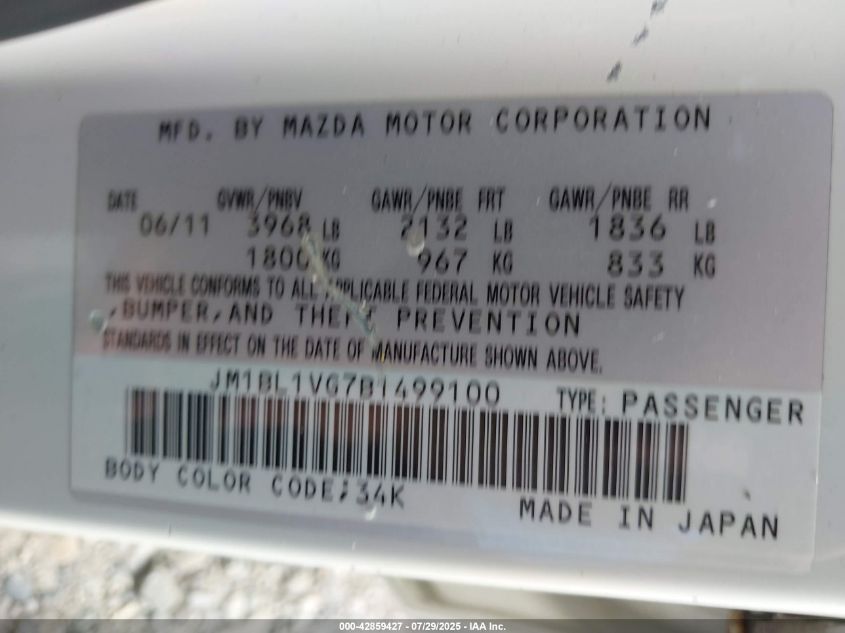 MFD. BY MAZDA MOTOR CORPORATION
DATE GVWR/PNBV GAWR/PNBE FRT GAWR/PNBE RR
06/11 3968 LB 2132 LB 1836 LB
1800 KG 967 KG 833 KG
THIS VEHICLE CONFORMS TO ALL APPLICABLE FEDERAL MOTOR VEHICLE SAFETY
,BUMPER,AND THEFT PREVENTION
STANDARDS IN EFFECT ON THE DATE OF MANUFACTURE SHOWN ABOVE.
JM1BL1VG7B1499100 TYPE: PASSENGER
BODY COLOR CODE:34K
MADE IN JAPAN
000-42859427 - 07/29/2025 - IAA Inc.